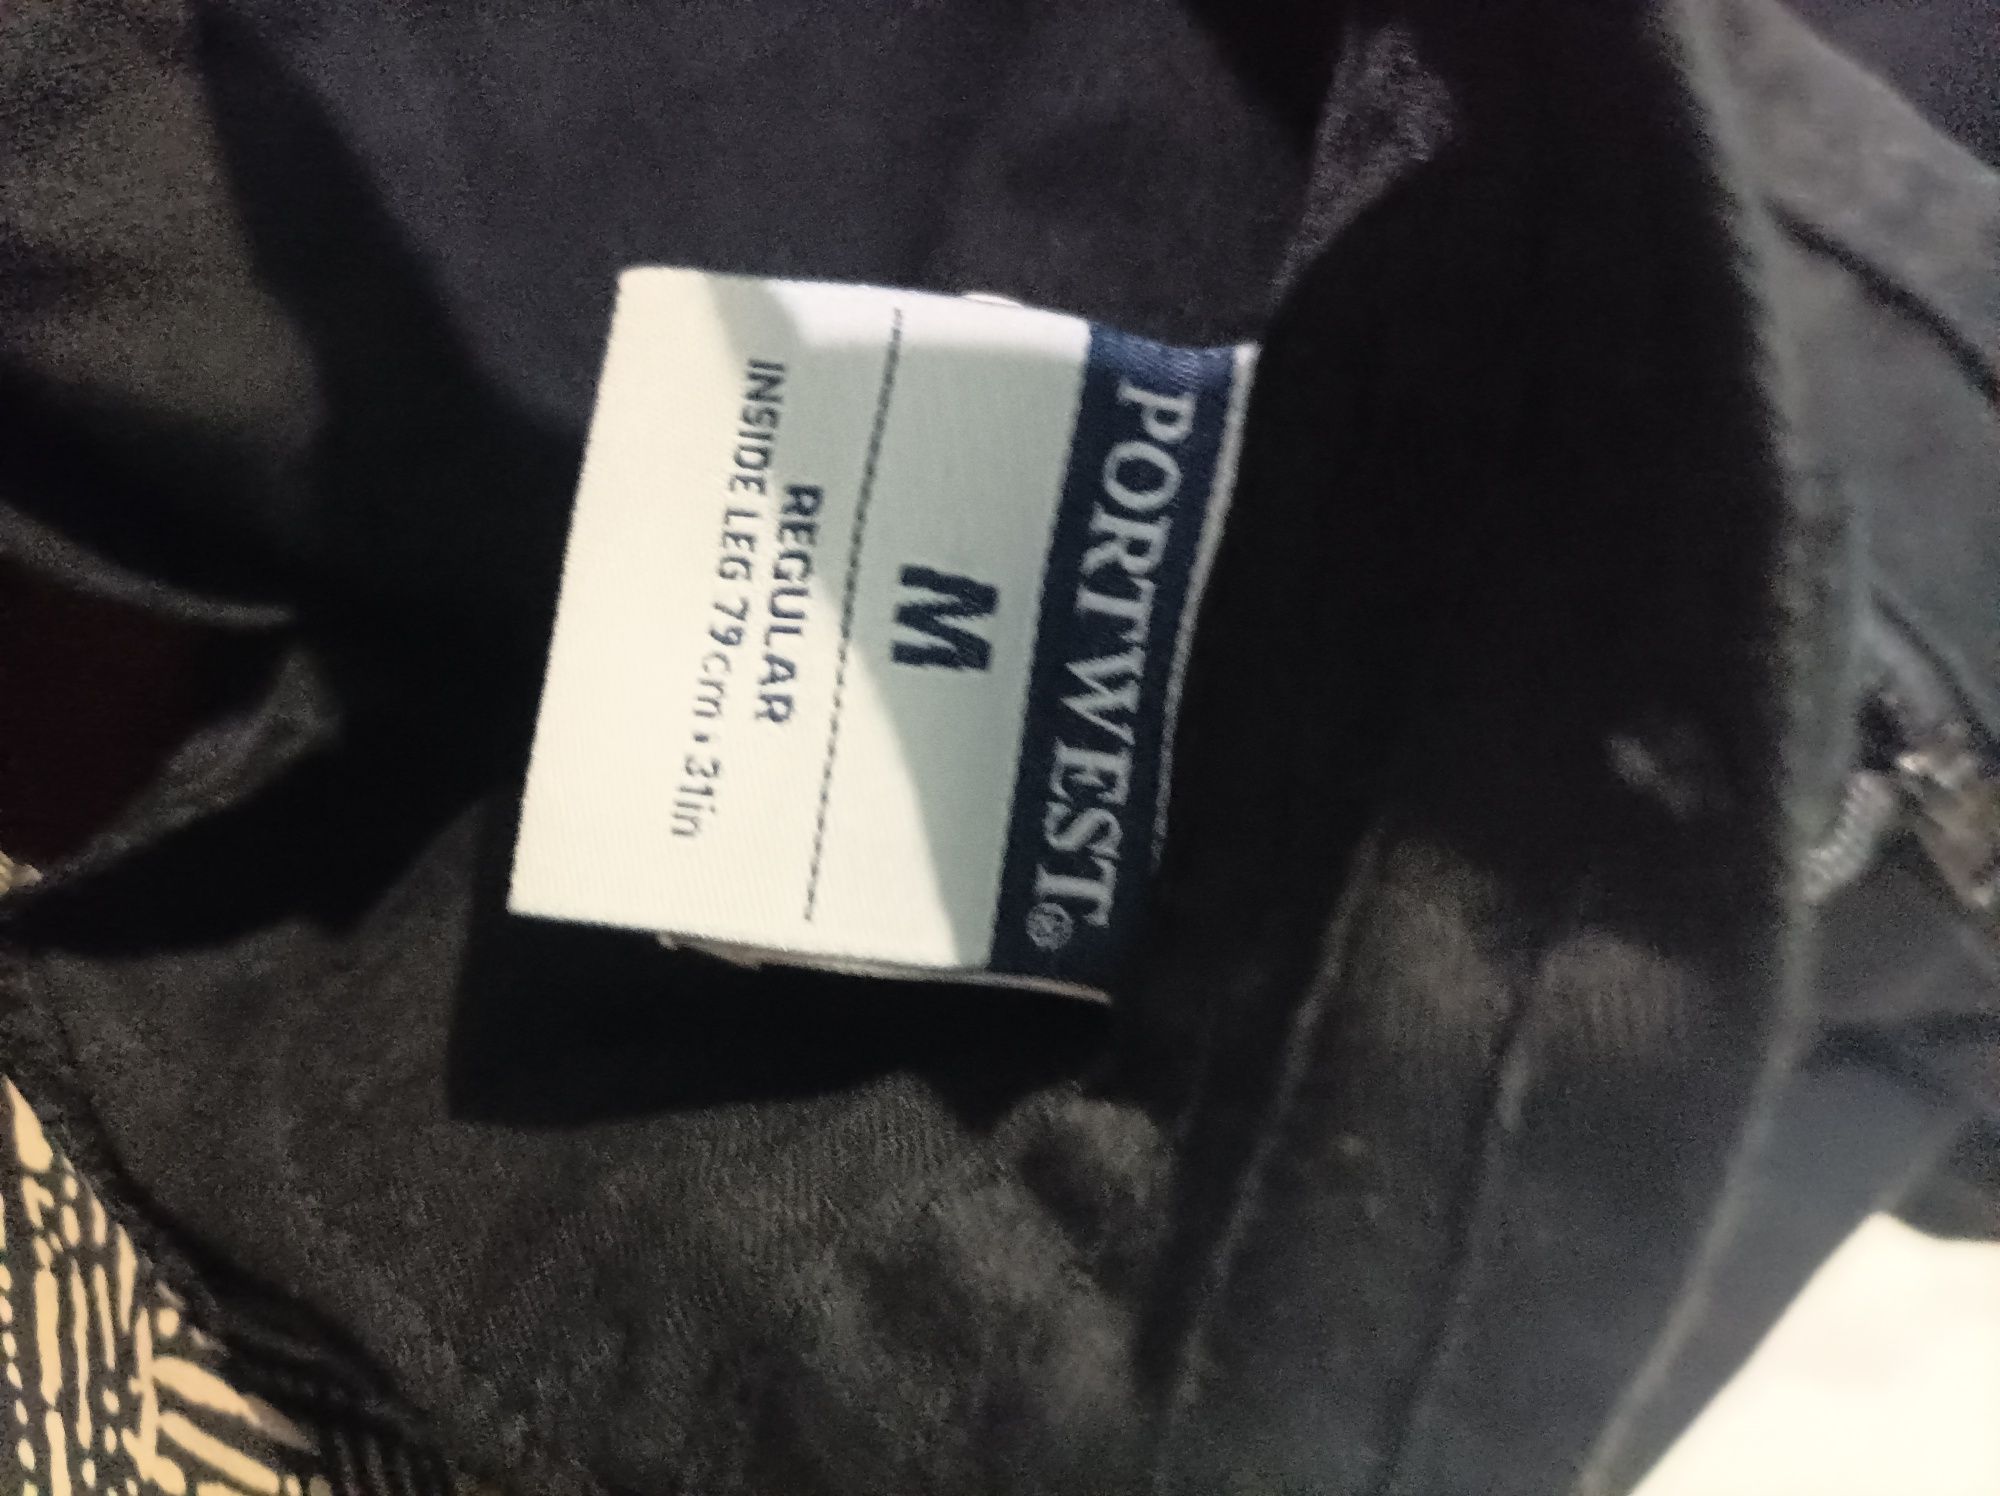 PORTWEST®
M
REGULAR
INSIDE LEG 79cm • 31in